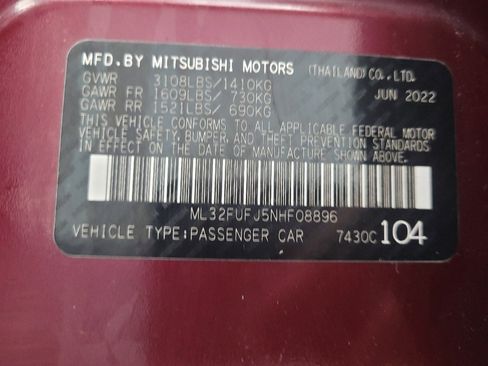 MFD.BY MITSUBISHI MOTORS (THAILAND) CO.,LTD.
GVWR 3108LBS/1410KG
GAWR FR 1609LBS/ 730KG JUN 2022
GAWR RR 1521LBS/ 690KG
THIS VEHICLE CONFORMS TO ALL APPLICABLE FEDERAL MOTOR
VEHICLE SAFETY,BUMPER,AND THEFT PREVENTION STANDARDS
IN EFFECT ON THE DATE OF MANUFACTURE SHOWN ABOVE.
ML32FUFJ5NHF08896
VEHICLE TYPE:PASSENGER CAR 7430C 104